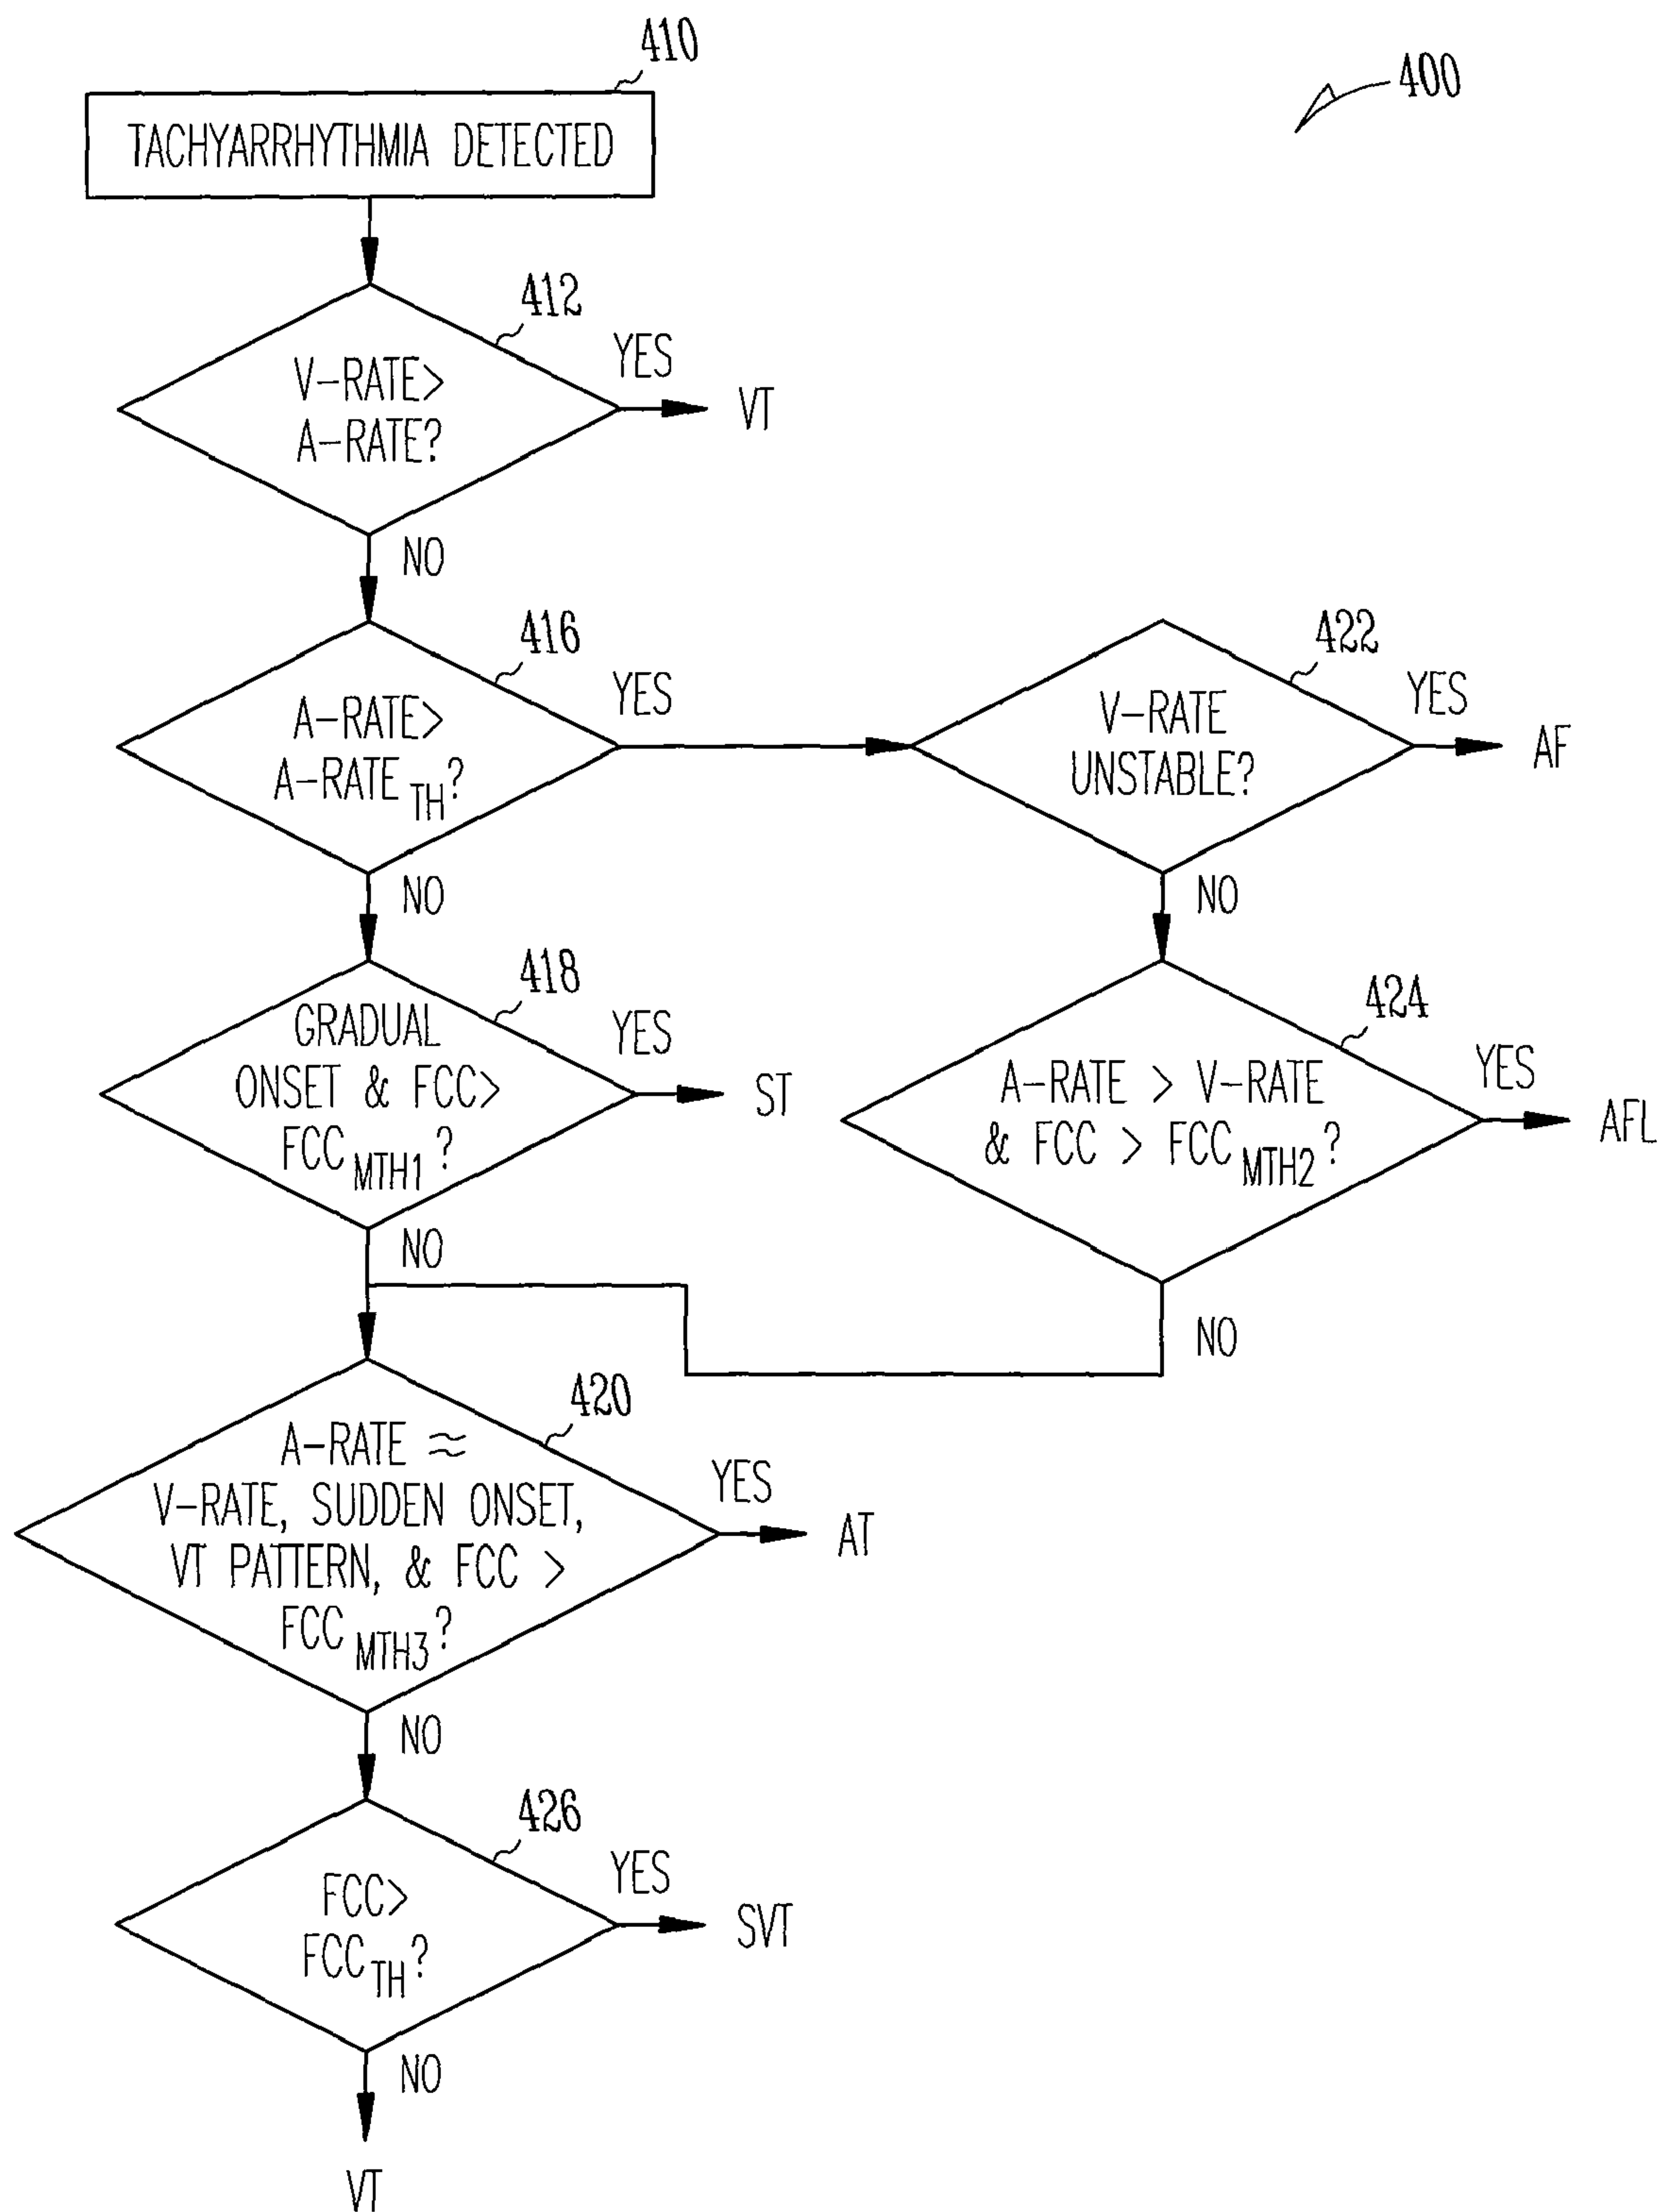 410
400
TACHYARRHYTHMIA DETECTED
412
V-RATE>
A-RATE?
YES
VT
NO
416
A-RATE>
A-RATE TH?
YES
422
V-RATE
UNSTABLE?
YES
AF
NO
NO
418
GRADUAL
ONSET & FCC>
FCC MTH1?
YES
ST
424
A-RATE > V-RATE
& FCC > FCC MTH2?
YES
AFL
NO
NO
420
A-RATE ≈
V-RATE, SUDDEN ONSET,
VT PATTERN, & FCC >
FCC MTH3?
YES
AT
NO
426
FCC>
FCC TH?
YES
SVT
NO
VT